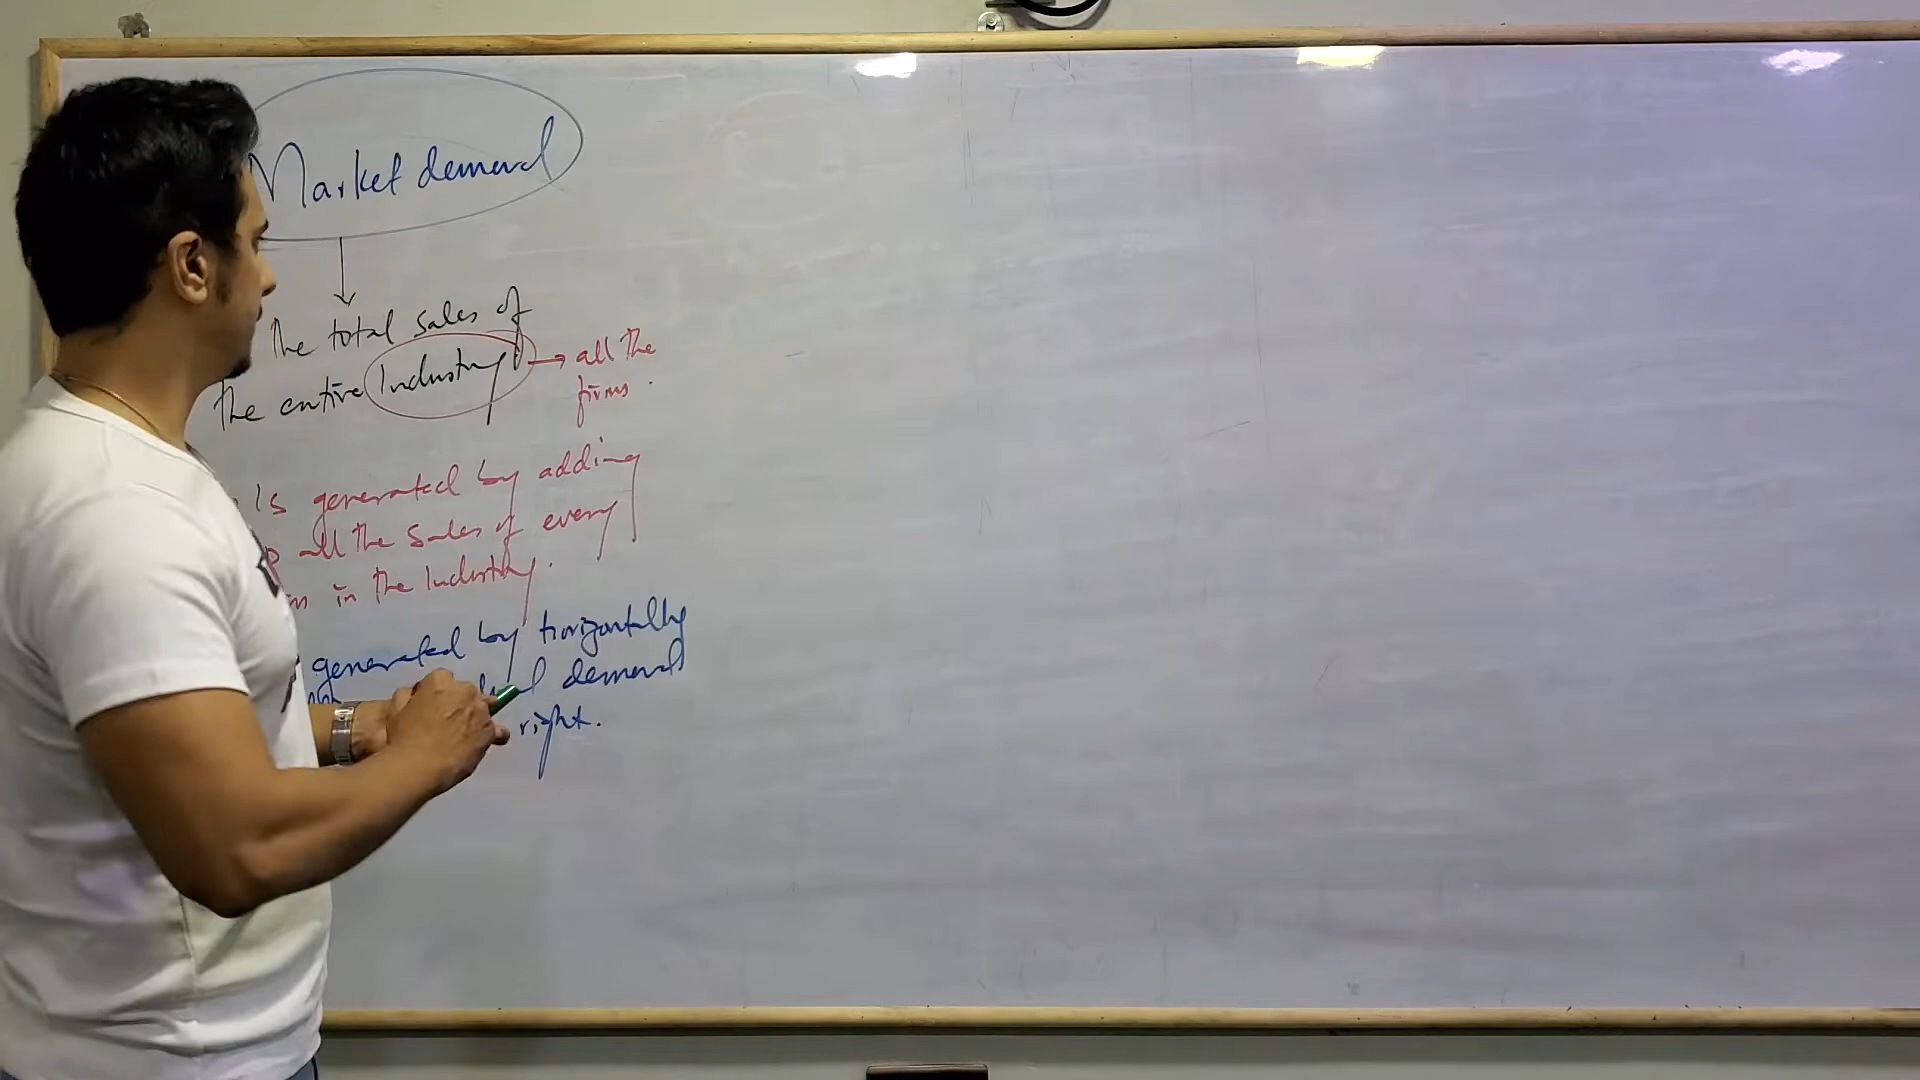 Market demand
The total sales of
the entire Industry → all the
firms.
Is generated by adding
all the sales of every
in the Industry.
generated by horizontally
demand
right.